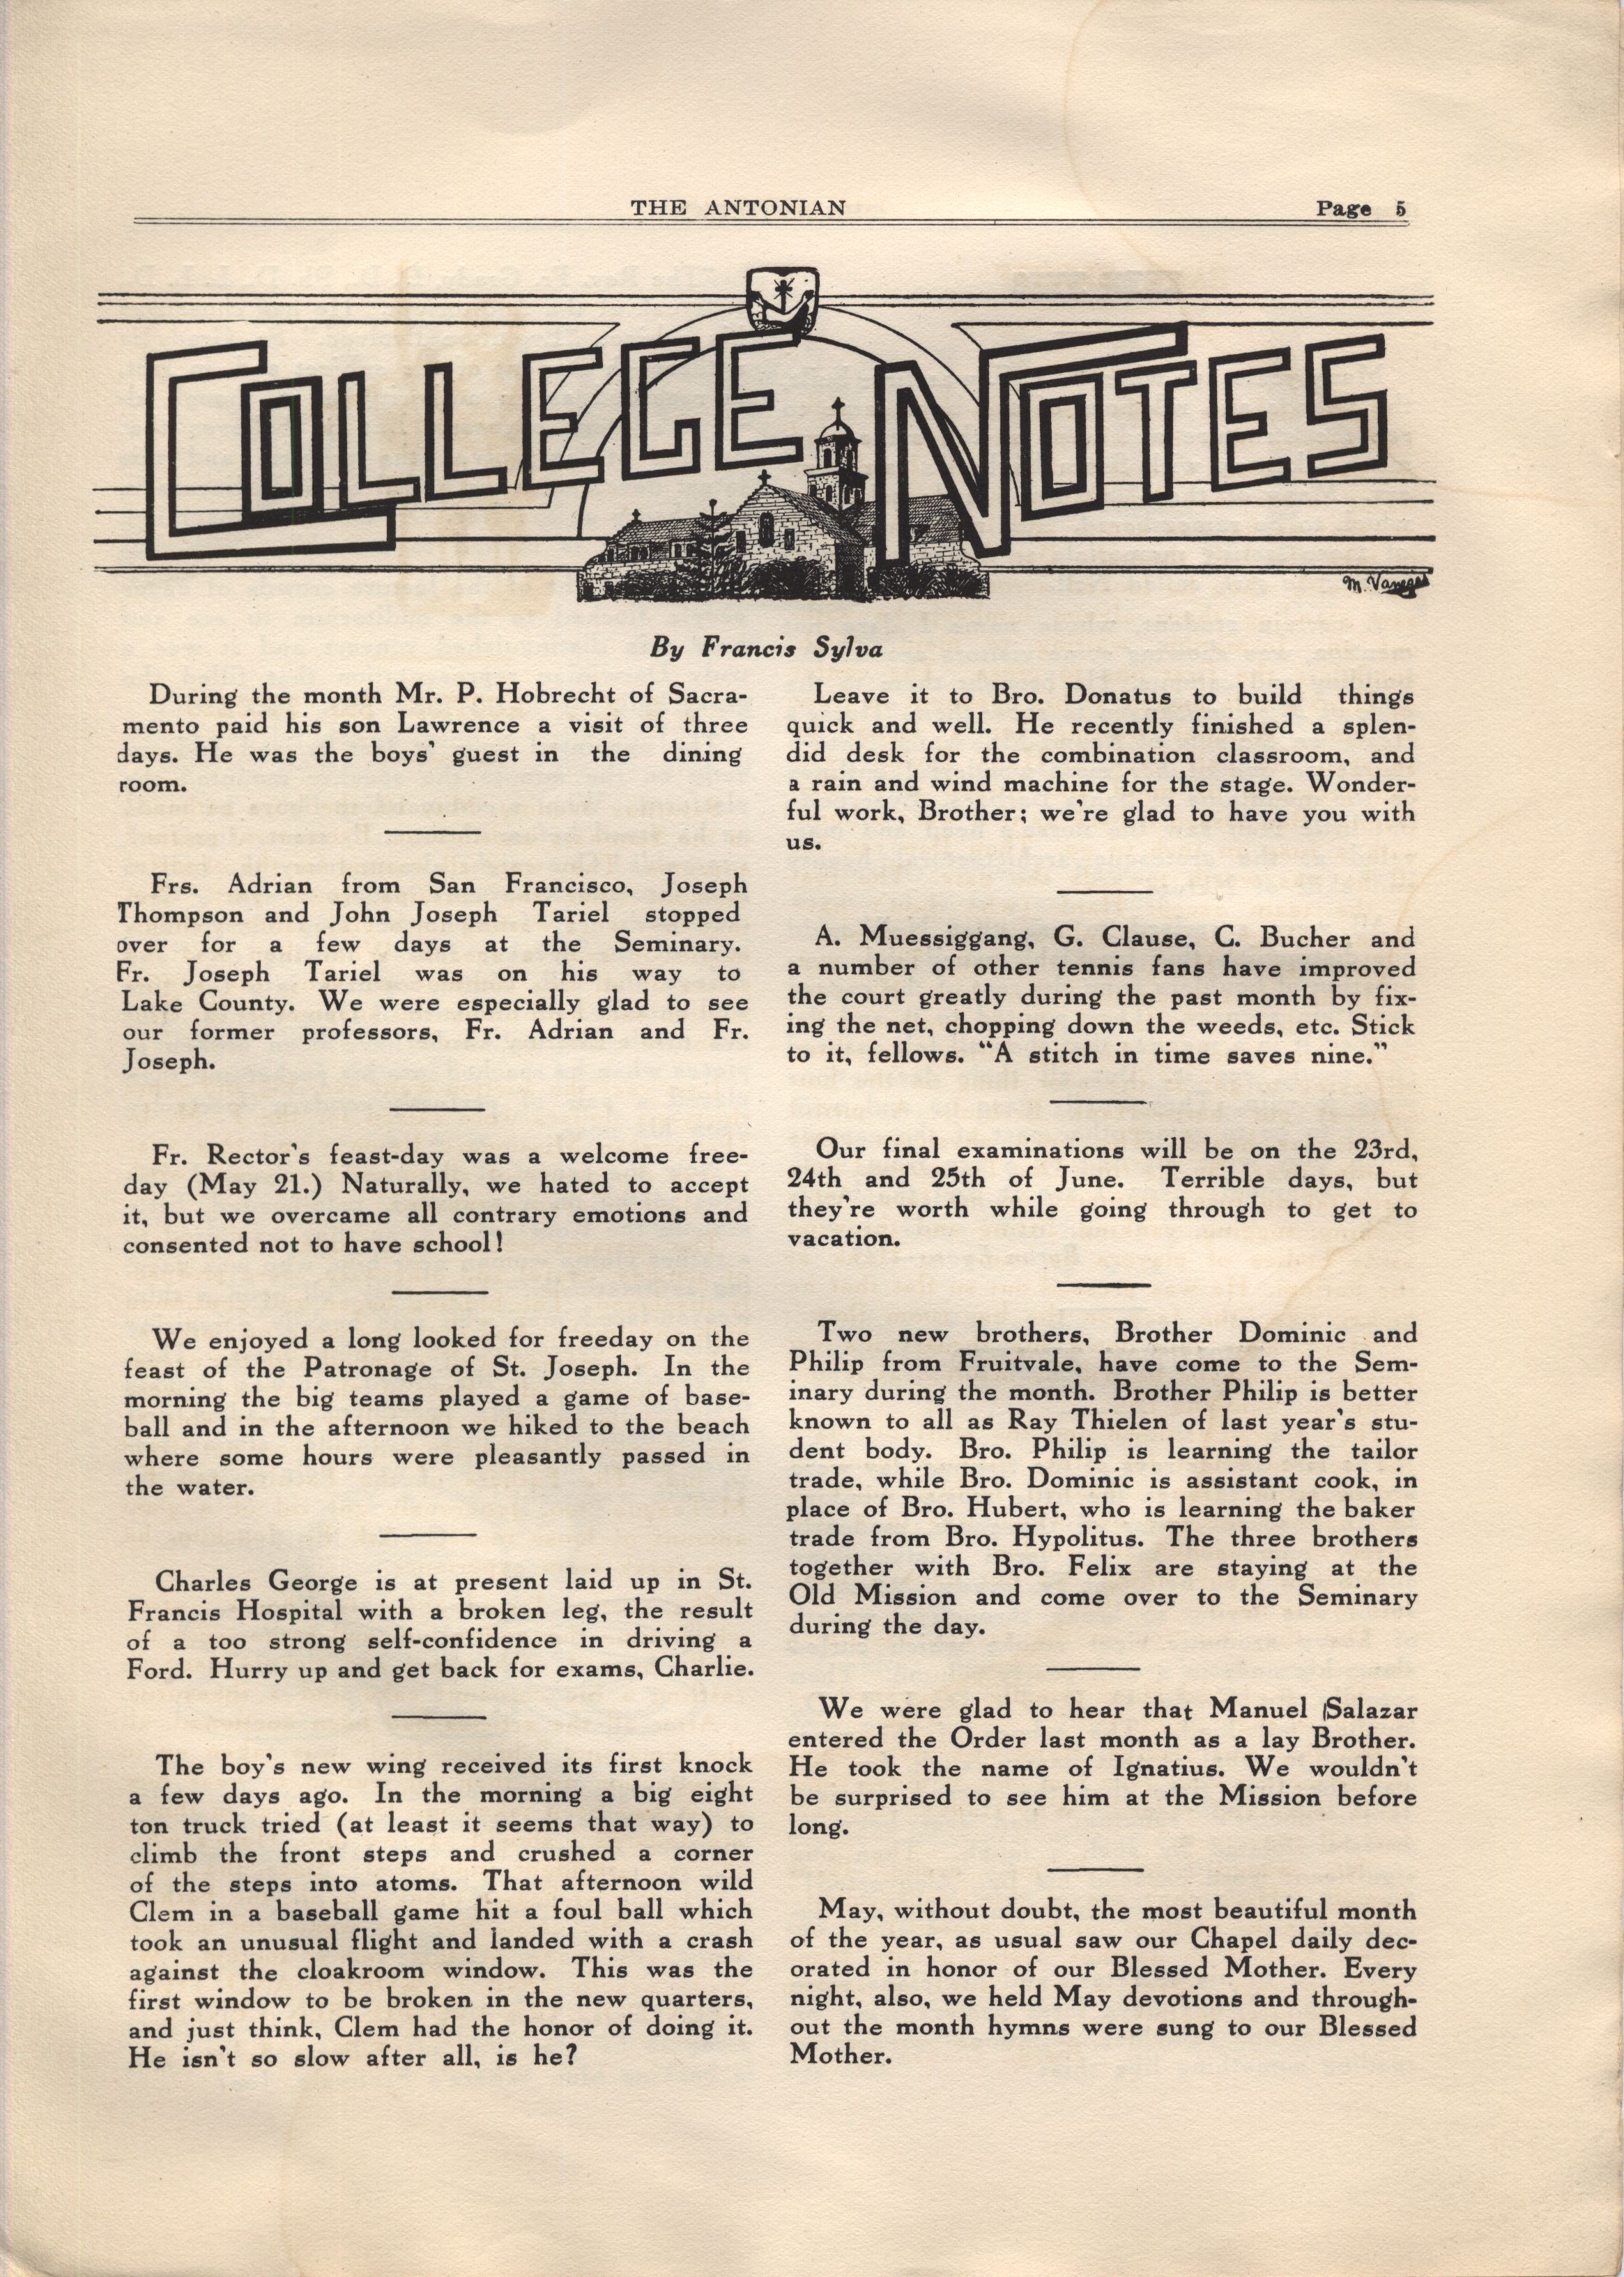 THE ANTONIAN
Page 5
COLLEGE NOTES
By Francis Sylva
During the month Mr. P. Hobrecht of Sacra-
mento paid his son Lawrence a visit of three
days. He was the boys' guest in the dining
room.
Frs. Adrian from San Francisco, Joseph
Thompson and John Joseph Tariel stopped
over for a few days at the Seminary.
Fr. Joseph Tariel was on his way to
Lake County. We were especially glad to see
our former professors, Fr. Adrian and Fr.
Joseph.
Fr. Rector's feast-day was a welcome free-
day (May 21.) Naturally, we hated to accept
it, but we overcame all contrary emotions and
consented not to have school!
We enjoyed a long looked for freeday on the
feast of the Patronage of St. Joseph. In the
morning the big teams played a game of base-
ball and in the afternoon we hiked to the beach
where some hours were pleasantly passed in
the water.
Charles George is at present laid up in St.
Francis Hospital with a broken leg, the result
of a too strong self-confidence in driving a
Ford. Hurry up and get back for exams, Charlie.
The boy's new wing received its first knock
a few days ago. In the morning a big eight
ton truck tried (at least it seems that way) to
climb the front steps and crushed a corner
of the steps into atoms. That afternoon wild
Clem in a baseball game hit a foul ball which
took an unusual flight and landed with a crash
against the cloakroom window. This was the
first window to be broken in the new quarters,
and just think, Clem had the honor of doing it.
He isn't so slow after all, is he?
Leave it to Bro. Donatus to build things
quick and well. He recently finished a splen-
did desk for the combination classroom, and
a rain and wind machine for the stage. Wonder-
ful work, Brother; we're glad to have you with
us.
A. Muessiggang, G. Clause, C. Bucher and
a number of other tennis fans have improved
the court greatly during the past month by fix-
ing the net, chopping down the weeds, etc. Stick
to it, fellows. "A stitch in time saves nine."
Our final examinations will be on the 23rd,
24th and 25th of June. Terrible days, but
they're worth while going through to get to
vacation.
Two new brothers, Brother Dominic and
Philip from Fruitvale, have come to the Sem-
inary during the month. Brother Philip is better
known to all as Ray Thielen of last year's stu-
dent body. Bro. Philip is learning the tailor
trade, while Bro. Dominic is assistant cook, in
place of Bro. Hubert, who is learning the baker
trade from Bro. Hypolitus. The three brothers
together with Bro. Felix are staying at the
Old Mission and come over to the Seminary
during the day.
We were glad to hear that Manuel Salazar
entered the Order last month as a lay Brother.
He took the name of Ignatius. We wouldn't
be surprised to see him at the Mission before
long.
May, without doubt, the most beautiful month
of the year, as usual saw our Chapel daily dec-
orated in honor of our Blessed Mother. Every
night, also, we held May devotions and through-
out the month hymns were sung to our Blessed
Mother.